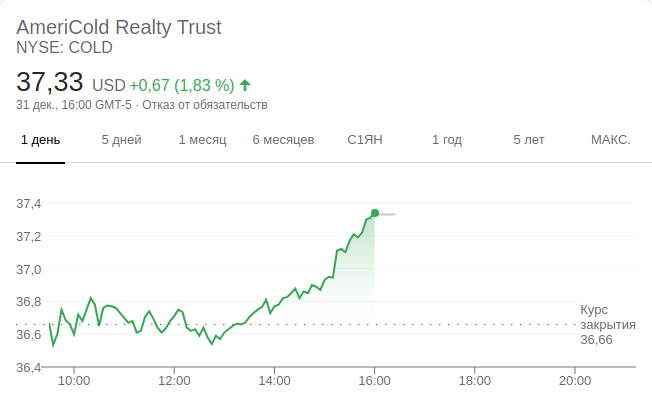 AmeriCold Realty Trust
NYSE: COLD
37,33 USD +0,67 (1,83 %)
31 дек., 16:00 GMT-5 · Отказ от обязательств
1 день 5 дней 1 месяц 6 месяцев С1ЯН 1 год 5 лет МАКС.
37,4
37,2
37,0
36,8
36,6
36,4
Курс
закрытия
36,66
10:00 12:00 14:00 16:00 18:00 20:00